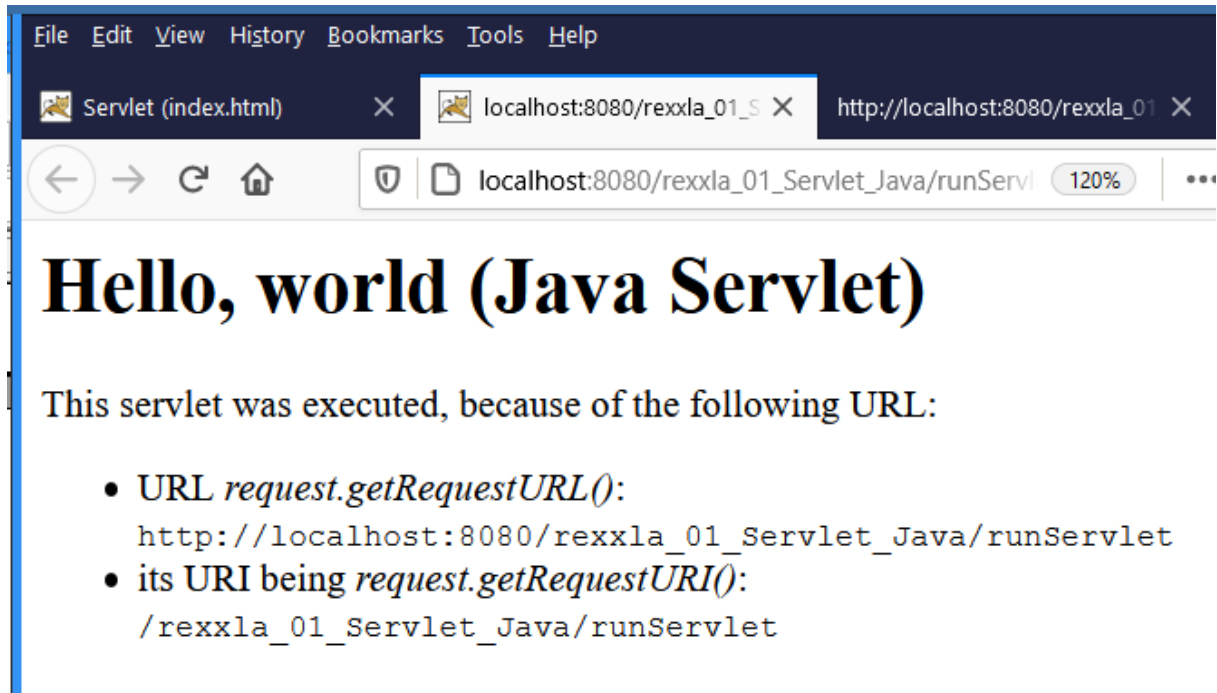 File Edit View History Bookmarks Tools Help
Servlet (index.html) localhost:8080/rexxla_01_S http://localhost:8080/rexxla_01
localhost:8080/rexxla_01_Servlet_Java/runServl 120%
Hello, world (Java Servlet)
This servlet was executed, because of the following URL:
• URL request.getRequestURL():
http://localhost:8080/rexxla_01_Servlet_Java/runServlet
• its URI being request.getRequestURI():
/rexxla_01_Servlet_Java/runServlet